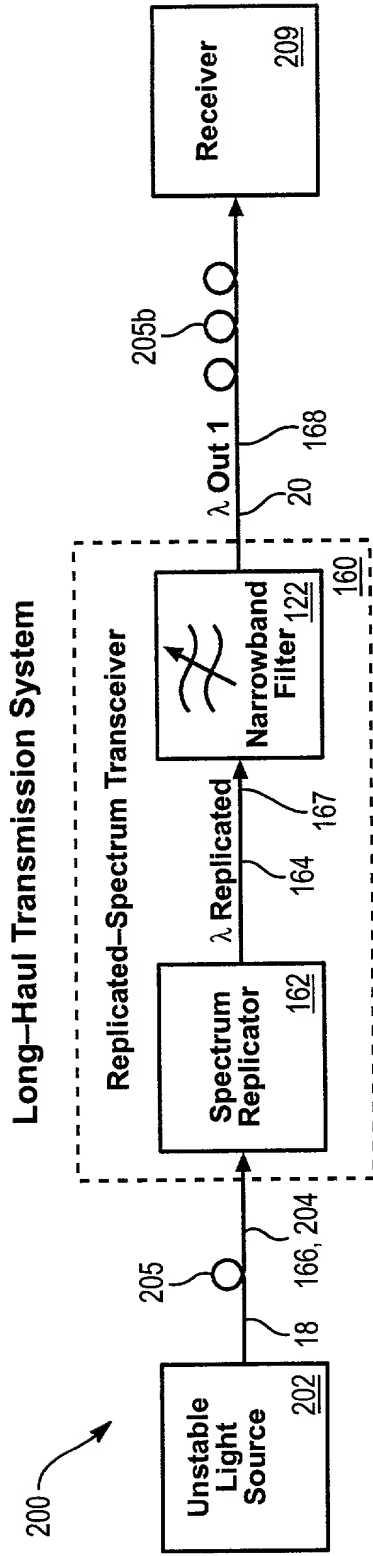 Long–Haul Transmission System
200
Unstable
Light
Source
202
18
205
166, 204
Replicated–Spectrum Transceiver
Spectrum
Replicator
162
λ Replicated
164
167
Narrowband
Filter
122
160
λ Out 1
20
168
205b
Receiver
209